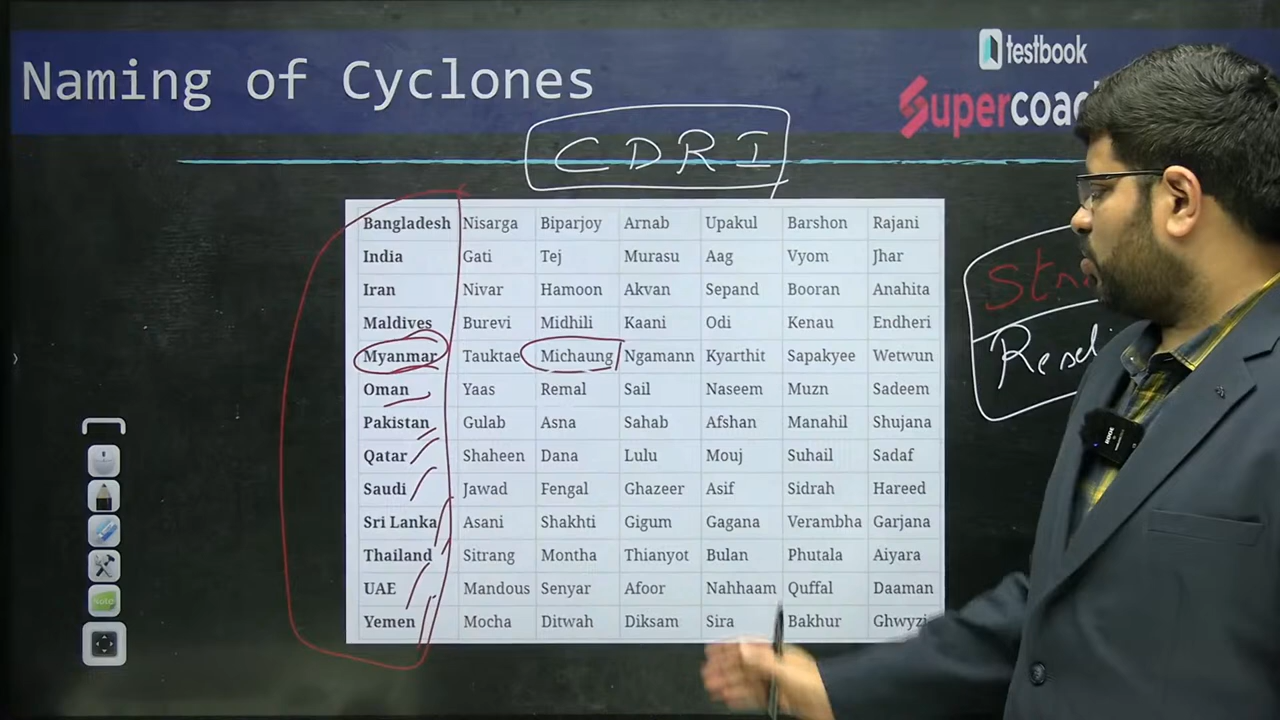 Naming of Cyclones
testbook
Supercoac
CDRI
Bangladesh Nisarga Biparjoy Arnab Upakul Barshon Rajani
India Gati Tej Murasu Aag Vyom Jhar
Iran Nivar Hamoon Akvan Sepand Booran Anahita
Maldives Burevi Midhili Kaani Odi Kenau Endheri
Myanmar Tauktae Michaung Ngamann Kyarthit Sapakyee Wetwun
Oman Yaas Remal Sail Naseem Muzn Sadeem
Pakistan Gulab Asna Sahab Afshan Manahil Shujana
Qatar Shaheen Dana Lulu Mouj Suhail Sadaf
Saudi Jawad Fengal Ghazeer Asif Sidrah Hareed
Sri Lanka Asani Shakhti Gigum Gagana Verambha Garjana
Thailand Sitrang Montha Thianyot Bulan Phutala Aiyara
UAE Mandous Senyar Afoor Nahhaam Quffal Daaman
Yemen Mocha Ditwah Diksam Sira Bakhur Ghwyzi